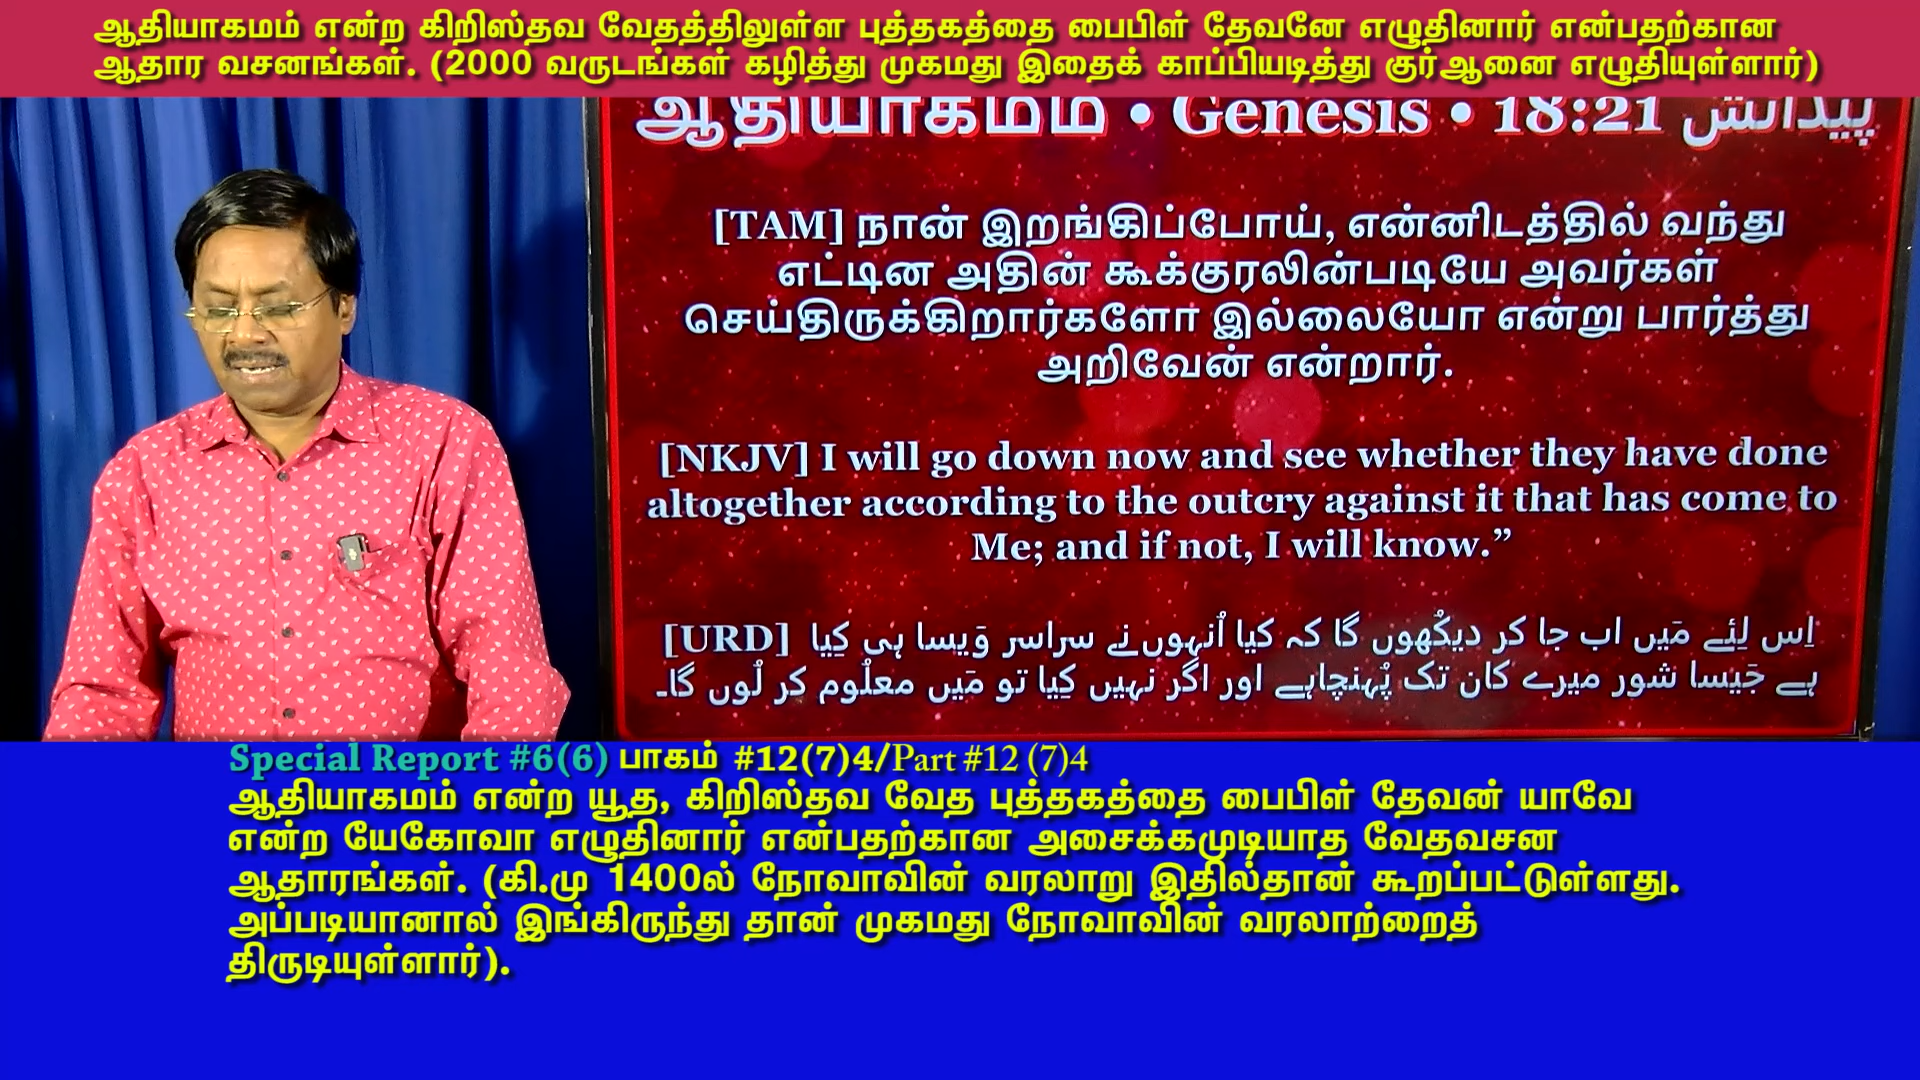 ஆதியாகமம் என்ற கிறிஸ்தவ வேதத்திலுள்ள புத்தகத்தை பைபிள் தேவனே எழுதினார் என்பதற்கான
ஆதார வசனங்கள். (2000 வருடங்கள் கழித்து முகமது இதைக் காப்பியடித்து குர்ஆனை எழுதியுள்ளார்)
ஆதியாகமம் • Genesis • 18:21 پیدائش
[TAM] நான் இறங்கிப்போய், என்னிடத்தில் வந்து
எட்டின அதின் கூக்குரலின்படியே அவர்கள்
செய்திருக்கிறார்களோ இல்லையோ என்று பார்த்து
அறிவேன் என்றார்.
[NKJV] I will go down now and see whether they have done
altogether according to the outcry against it that has come to
Me; and if not, I will know.”
[URD] اِس لِئے مَیں اب جا کر دیکُھوں گا کہ کیا اُنہوں نے سراسر وَیسا ہی کِیا
ہے جَیسا شور میرے کان تک پُہنچاہے اور اگر نہیں کِیا تو مَیں معلُوم کر لُوں گا۔
Special Report #6(6) பாகம் #12(7)4/Part #12 (7)4
ஆதியாகமம் என்ற யூத, கிறிஸ்தவ வேத புத்தகத்தை பைபிள் தேவன் யாவே
என்ற யேகோவா எழுதினார் என்பதற்கான அசைக்கமுடியாத வேதவசன
ஆதாரங்கள். (கி.மு 1400ல் நோவாவின் வரலாறு இதில்தான் கூறப்பட்டுள்ளது.
அப்படியானால் இங்கிருந்து தான் முகமது நோவாவின் வரலாற்றைத்
திருடியுள்ளார்).